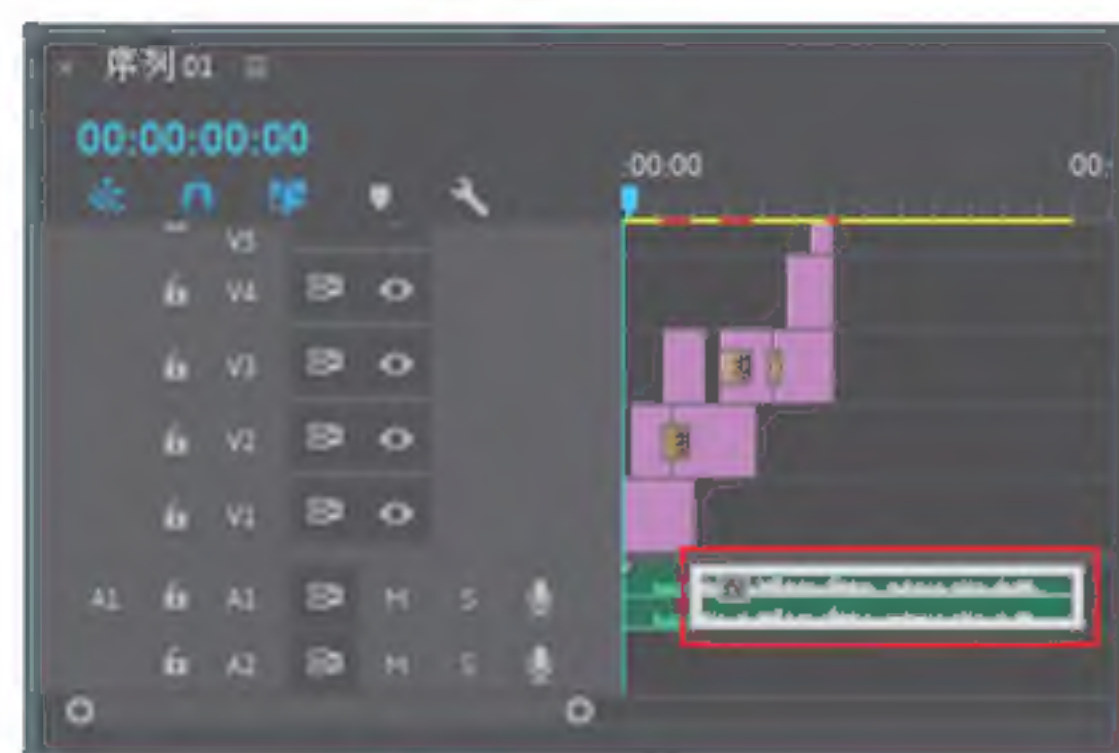 × 序列 01 ≡
00:00:00:00
:00:00 00:
V5
V4
V3
V2
V1
A1 A1 M S
A2 M S